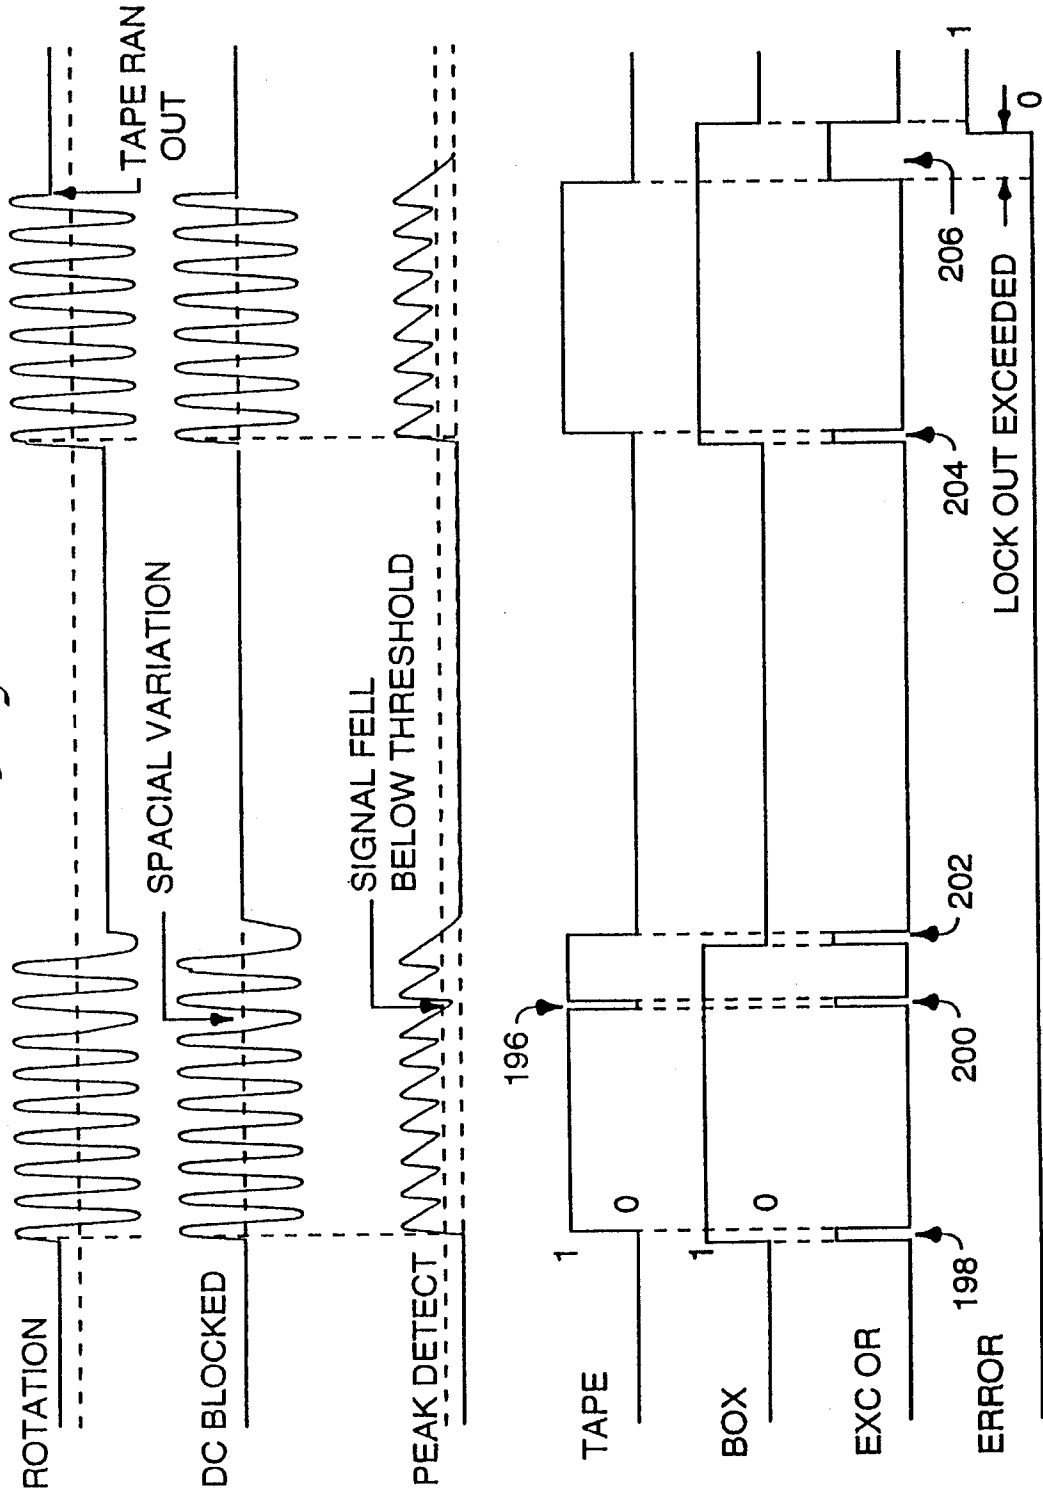 ROTATION
TAPE RAN
OUT
DC BLOCKED
SPACIAL VARIATION
PEAK DETECT
SIGNAL FELL
BELOW THRESHOLD
196
TAPE
1
0
BOX
1
0
EXC OR
198
200
202
204
206
ERROR
LOCK OUT EXCEEDED
1
0